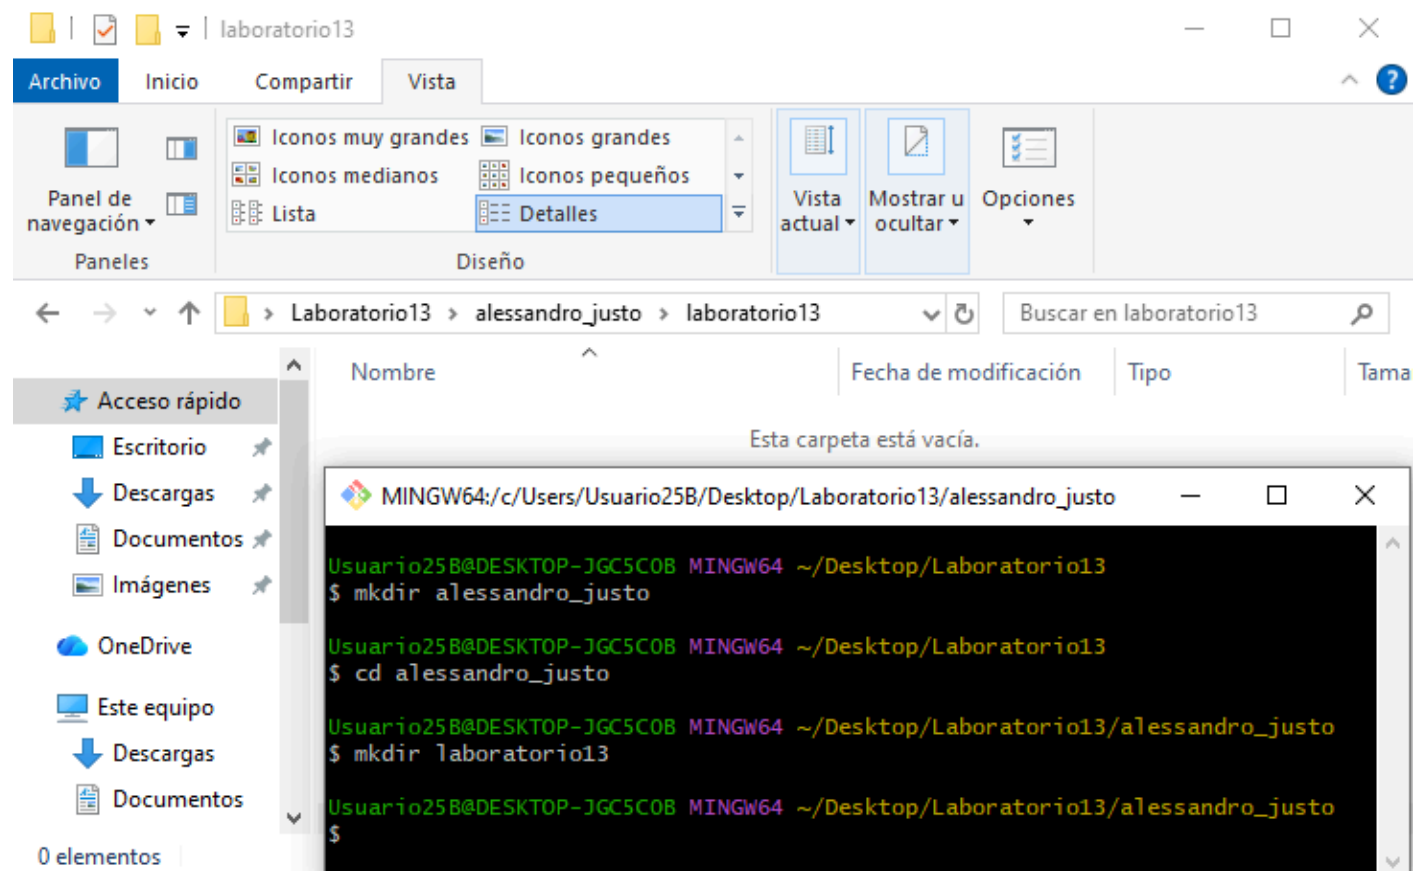 laboratorio13
Archivo Inicio Compartir Vista
Iconos muy grandes Iconos grandes
Iconos medianos Iconos pequeños
Lista Detalles
Panel de navegación
Vista actual
Mostrar u ocultar
Opciones
Paneles Diseño
Laboratorio13 > alessandro_justo > laboratorio13 Buscar en laboratorio13
Nombre Fecha de modificación Tipo Tama
Esta carpeta está vacía.
Acceso rápido
Escritorio
Descargas
Documentos
Imágenes
OneDrive
Este equipo
Descargas
Documentos
0 elementos
MINGW64:/c/Users/Usuario25B/Desktop/Laboratorio13/alessandro_justo
Usuario25B@DESKTOP-JGC5COB MINGW64 ~/Desktop/Laboratorio13
$ mkdir alessandro_justo
Usuario25B@DESKTOP-JGC5COB MINGW64 ~/Desktop/Laboratorio13
$ cd alessandro_justo
Usuario25B@DESKTOP-JGC5COB MINGW64 ~/Desktop/Laboratorio13/alessandro_justo
$ mkdir laboratorio13
Usuario25B@DESKTOP-JGC5COB MINGW64 ~/Desktop/Laboratorio13/alessandro_justo
$